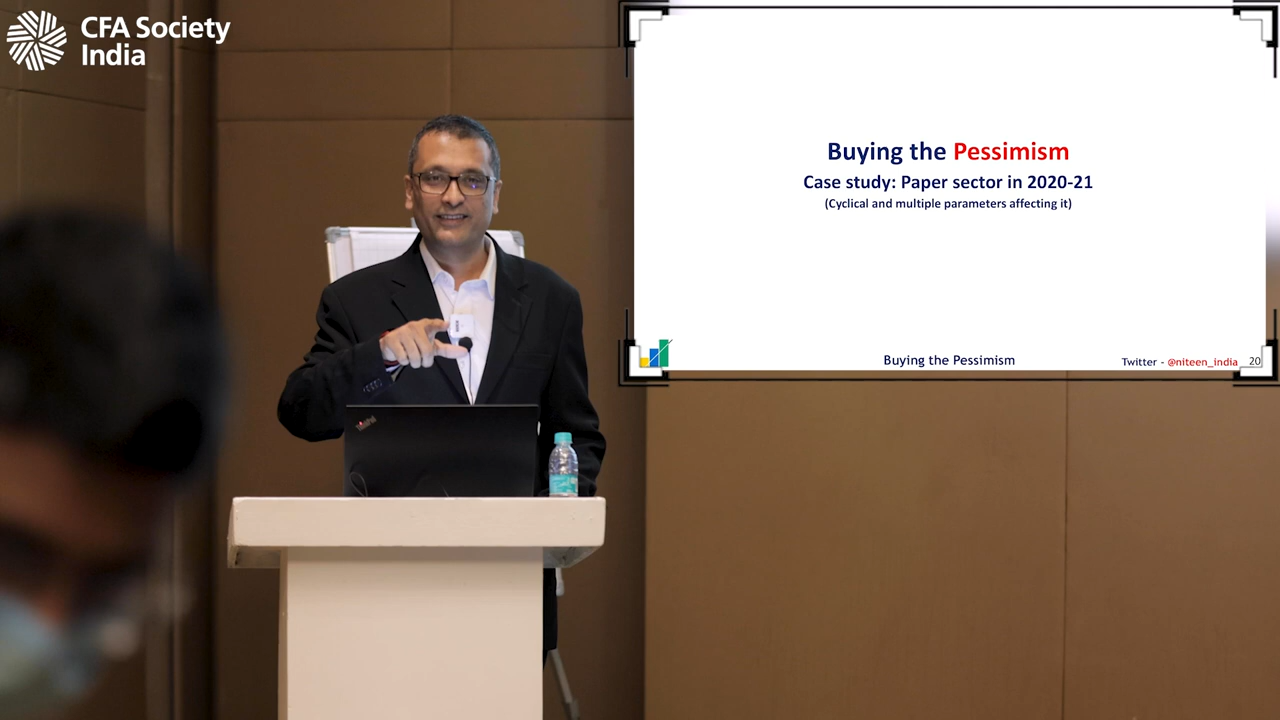 CFA Society
India
Buying the Pessimism
Case study: Paper sector in 2020-21
(Cyclical and multiple parameters affecting it)
Buying the Pessimism
Twitter - @niteen_india 20
ThinkPad